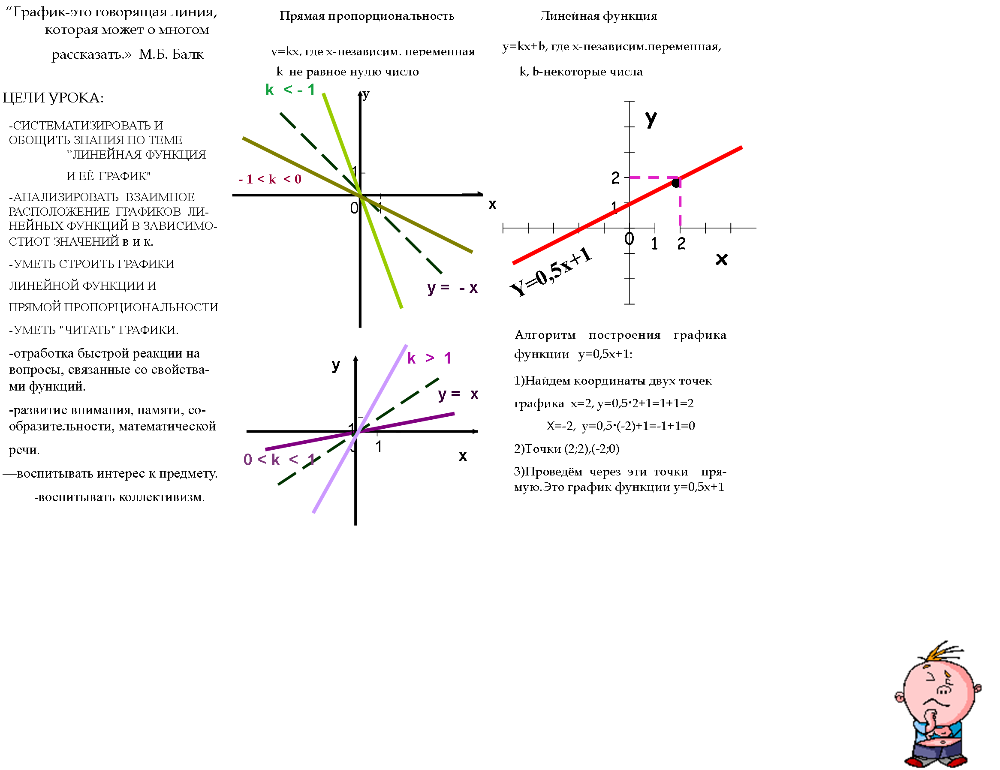 “График-это говорящая линия,
которая может о многом
рассказать.» М.Б. Балк
ЦЕЛИ УРОКА:
-СИСТЕМАТИЗИРОВАТЬ И
ОБОЩИТЬ ЗНАНИЯ ПО ТЕМЕ
”ЛИНЕЙНАЯ ФУНКЦИЯ
И ЕЁ ГРАФИК"
-АНАЛИЗИРОВАТЬ ВЗАИМНОЕ
РАСПОЛОЖЕНИЕ ГРАФИКОВ ЛИ-
НЕЙНЫХ ФУНКЦИЙ В ЗАВИСИМО-
СТИОТ ЗНАЧЕНИЙ в и к.
-УМЕТЬ СТРОИТЬ ГРАФИКИ
ЛИНЕЙНОЙ ФУНКЦИИ И
ПРЯМОЙ ПРОПОРЦИОНАЛЬНОСТИ
-УМЕТЬ "ЧИТАТЬ" ГРАФИКИ.
-отработка быстрой реакции на
вопросы, связанные со свойства-
ми функций.
-развитие внимания, памяти, со-
образительности, математической
речи.
—воспитывать интерес к предмету.
-воспитывать коллективизм.
Прямая пропорциональность
y=kx, где x-независим. переменная
k не равное нулю число
k < - 1
y
1
- 1 < k < 0
0
1
x
y = - x
y
k > 1
y = x
1
0
1
x
0 < k < 1
Линейная функция
y=kx+b, где x-независим.переменная,
k, b-некоторые числа
y
2
1
0
1
2
x
Y=0,5x+1
Алгоритм построения графика
функции y=0,5x+1:
1)Найдем координаты двух точек
графика x=2, y=0,5·2+1=1+1=2
X=-2, y=0,5·(-2)+1=-1+1=0
2)Точки (2;2),(-2;0)
3)Проведём через эти точки пря-
мую.Это график функции y=0,5x+1